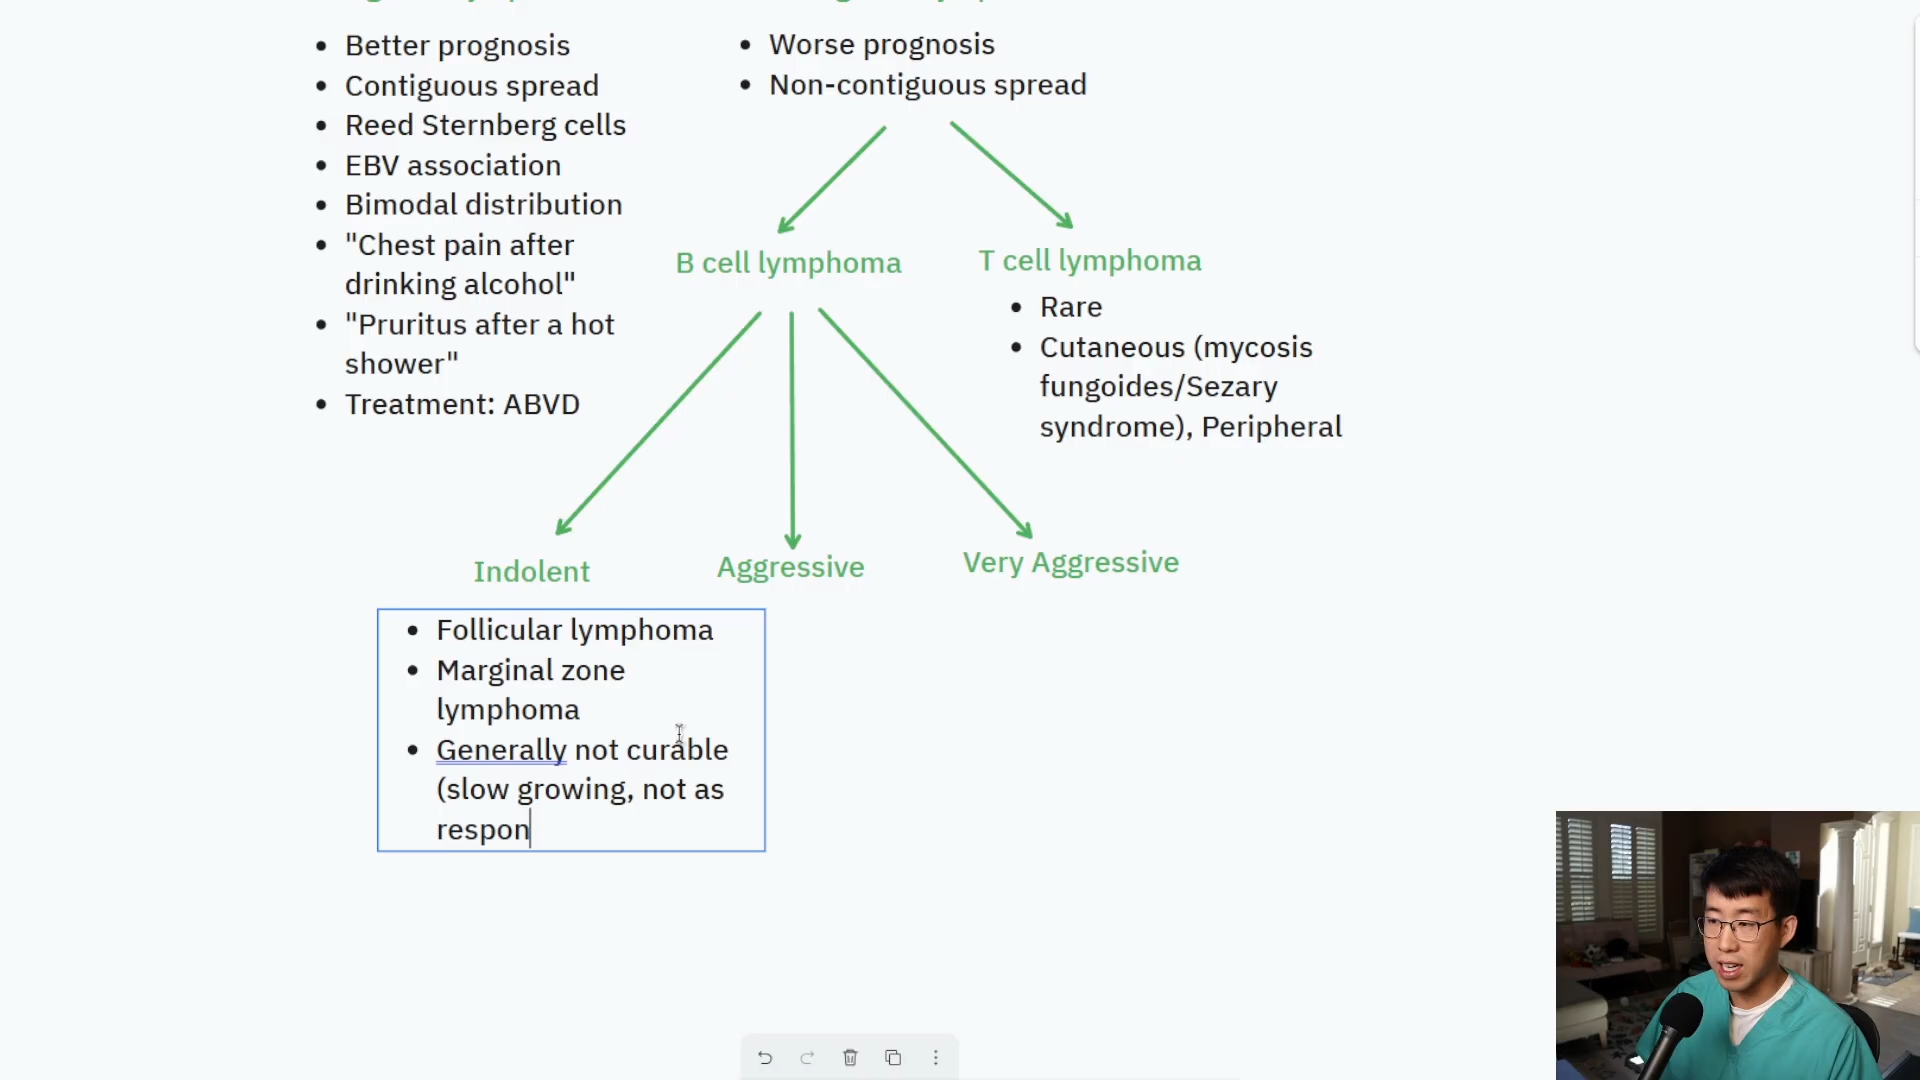 Better prognosis
Contiguous spread
Reed Sternberg cells
EBV association
Bimodal distribution
"Chest pain after
drinking alcohol"
"Pruritus after a hot
shower"
Treatment: ABVD
Worse prognosis
Non-contiguous spread
B cell lymphoma
T cell lymphoma
Rare
Cutaneous (mycosis
fungoides/Sezary
syndrome), Peripheral
Indolent
Aggressive
Very Aggressive
Follicular lymphoma
Marginal zone
lymphoma
Generally not curable
(slow growing, not as
respon